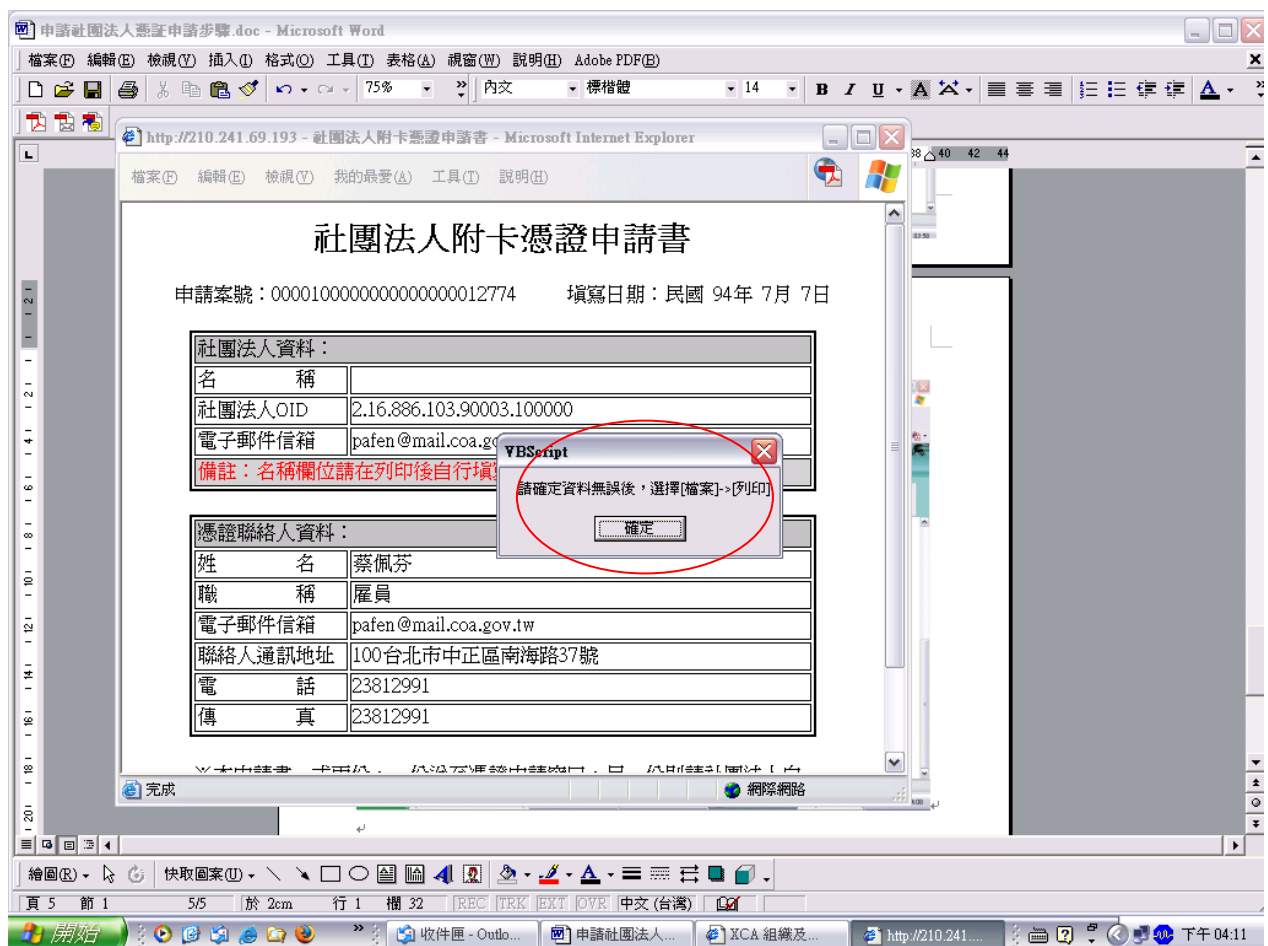 申請社團法人憑証申請步驟.doc - Microsoft Word
檔案(F) 編輯(E) 檢視(V) 插入(I) 格式(O) 工具(T) 表格(A) 視窗(W) 說明(H) Adobe PDF(B)
75% 內文 標楷體 14 B I U A A
http://210.241.69.193 - 社團法人附卡憑證申請書 - Microsoft Internet Explorer
38 40 42 44
檔案(F) 編輯(E) 檢視(V) 我的最愛(A) 工具(T) 說明(H)
社團法人附卡憑證申請書
申請案號：0000100000000000000012774 填寫日期：民國 94年 7月 7日
社團法人資料：
名 稱
社團法人OID 2.16.886.103.90003.100000
電子郵件信箱 pafen@mail.coa.go
備註：名稱欄位請在列印後自行填寫
VBScript
請確定資料無誤後，選擇[檔案]->[列印]
確定
憑證聯絡人資料：
姓 名 蔡佩芬
職 稱 雇員
電子郵件信箱 pafen@mail.coa.gov.tw
聯絡人通訊地址 100台北市中正區南海路37號
電 話 23812991
傳 真 23812991
完成 網際網路
繪圖(R) 快取圖案(U) A
頁 5 節 1 5/5 於 2cm 行 1 欄 32 REC TRK EXT OVR 中文 (台灣)
開始 收件匣 - Outlo... 申請社團法人... XCA 組織及... http://210.241.... 下午 04:11